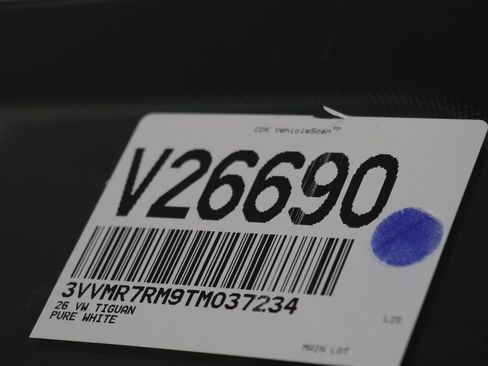 CDK VehicleScan™
V26690
3VVMR7RM9TM037234
26 VW TIGUAN
PURE WHITE
L25
MAIN LOT